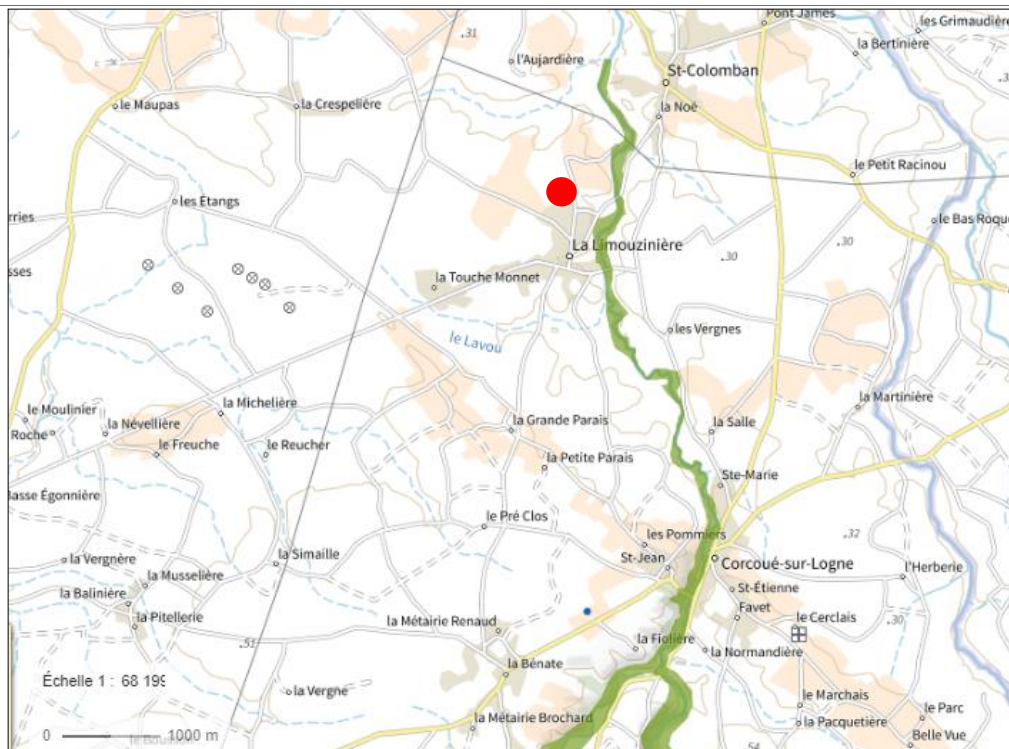 Pont James
les Grimaudière
.31
la Bertinière
l'Aujardière
St-Colomban
le Maupas
la Crespelière
la Noë
le Petit Racinou
les Étangs
le Bas Roqu
rries
.30
.30
La Limouzinière
sses
la Touche Monnet
les Vergnes
le Lavou
la Martinière
la Michelière
le Moulinier
la Grande Parais
la Salle
Roche
la Névellière
le Freuche
le Reucher
la Petite Parais
Ste-Marie
Basse Égonnière
le Pré Clos
.32
les Pommiers
la Simaille
St-Jean
Corcoué-sur-Logne
la Vergnère
l'Herberie
la Musselière
St-Étienne
la Balinière
Favet
la Pitellerie
la Métairie Renaud
le Cerclais
.30
.51
la Fiolière
la Normandière
la Bénate
Échelle 1 : 68 199
la Vergne
le Marchais
la Métairie Brochard
la Pacquetière
le Parc
0 1000 m
Belle Vue
.54